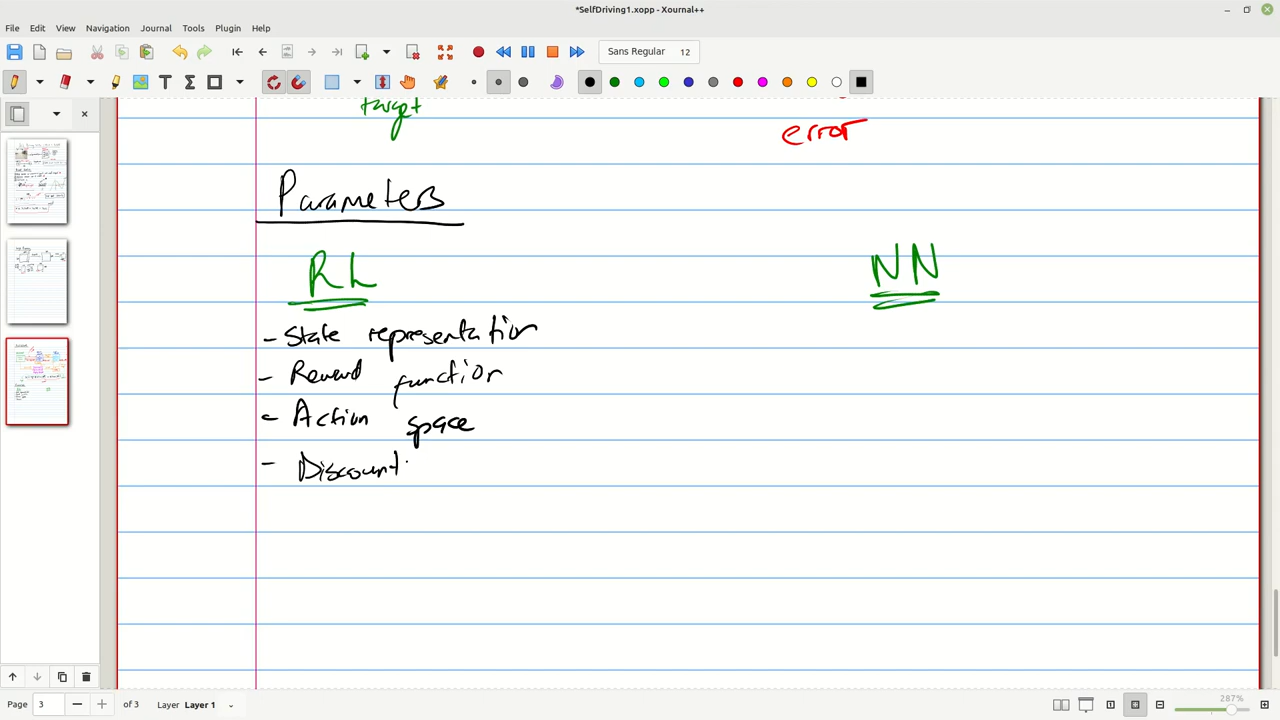 *SelfDriving1.xopp - Xournal++
File Edit View Navigation Journal Tools Plugin Help
Sans Regular 12
target
error
Parameters
RL
NN
- State representation
- Reward function
- Action space
- Discount
Page 3 of 3 Layer Layer 1
287%